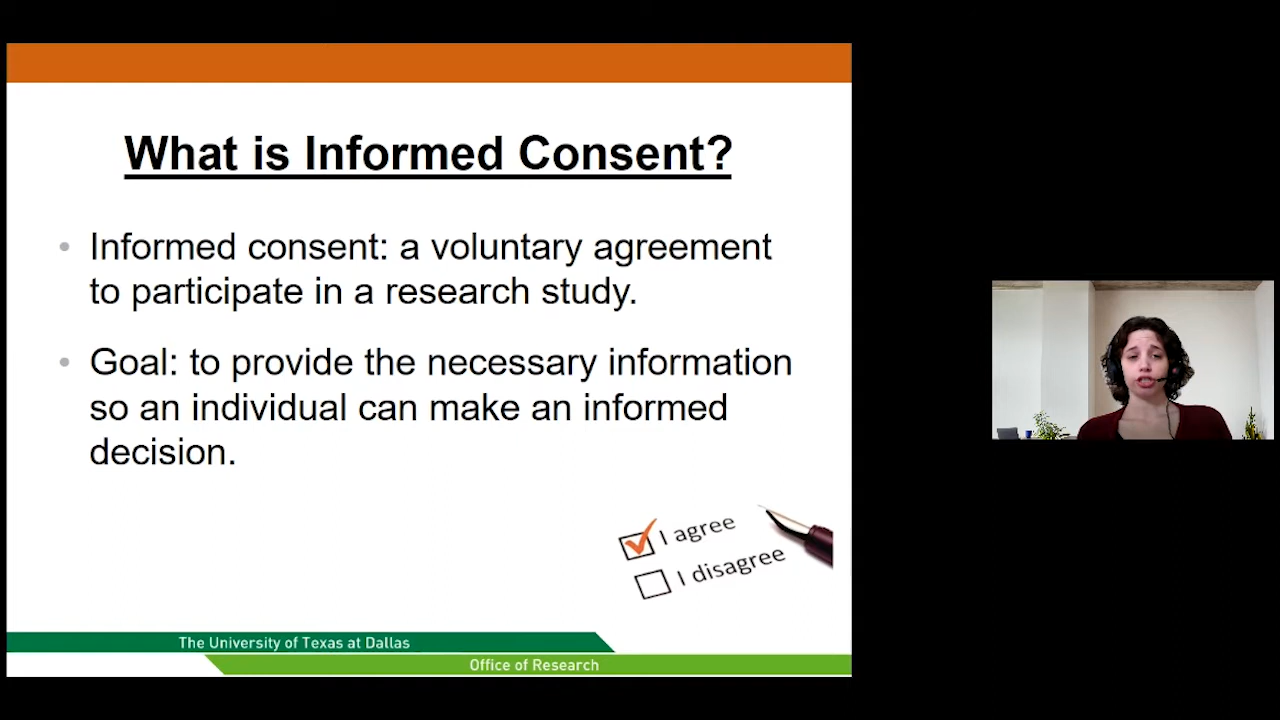 What is Informed Consent?
• Informed consent: a voluntary agreement
to participate in a research study.
• Goal: to provide the necessary information
so an individual can make an informed
decision.
I agree
I disagree
The University of Texas at Dallas
Office of Research